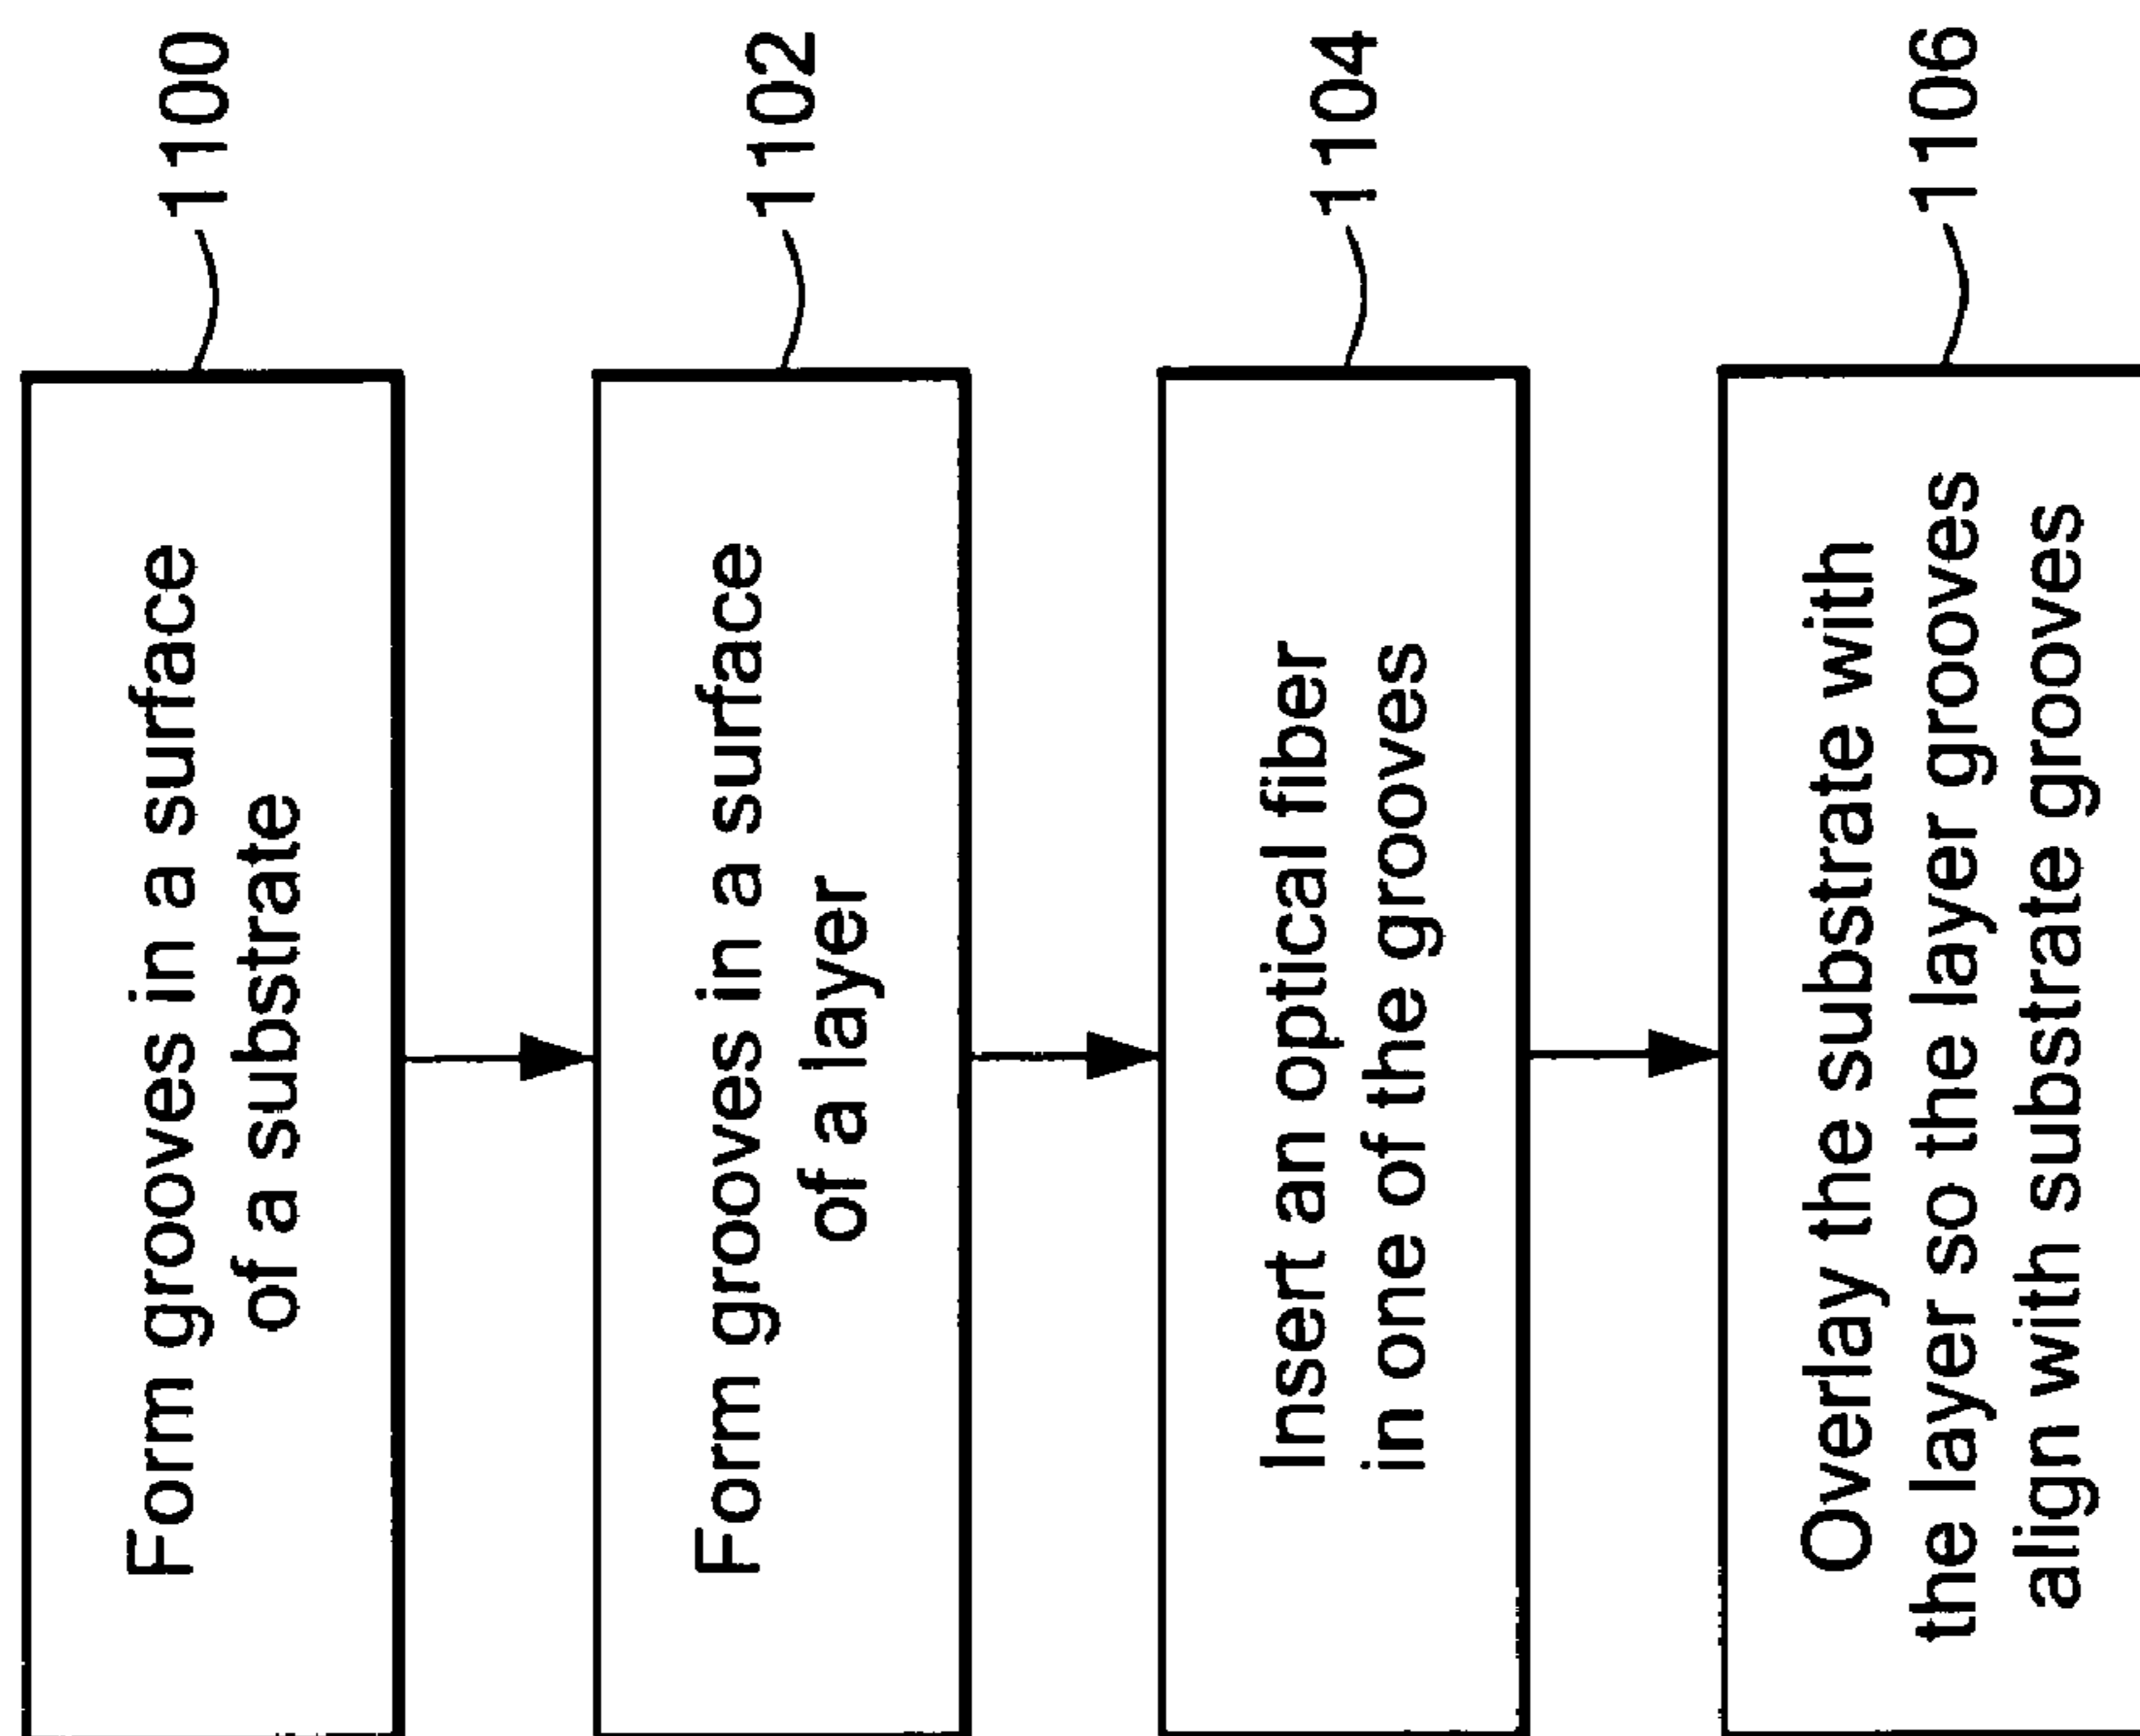 Form grooves in a surface
of a substrate
1100
Form grooves in a surface
of a layer
1102
Insert an optical fiber
in one of the grooves
1104
Overlay the substrate with
the layer so the layer grooves
align with substrate grooves
1106